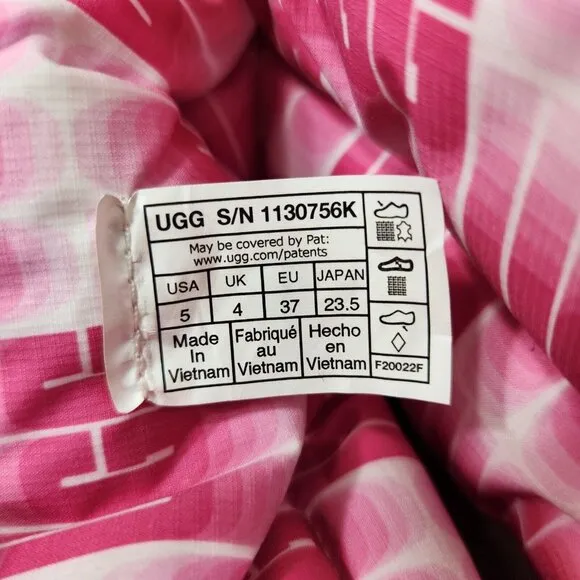 UGG S/N 1130756K
May be covered by Pat:
www.ugg.com/patents
USA UK EU JAPAN
5 4 37 23.5
Made In Vietnam
Fabriqué au Vietnam
Hecho en Vietnam
F20022F